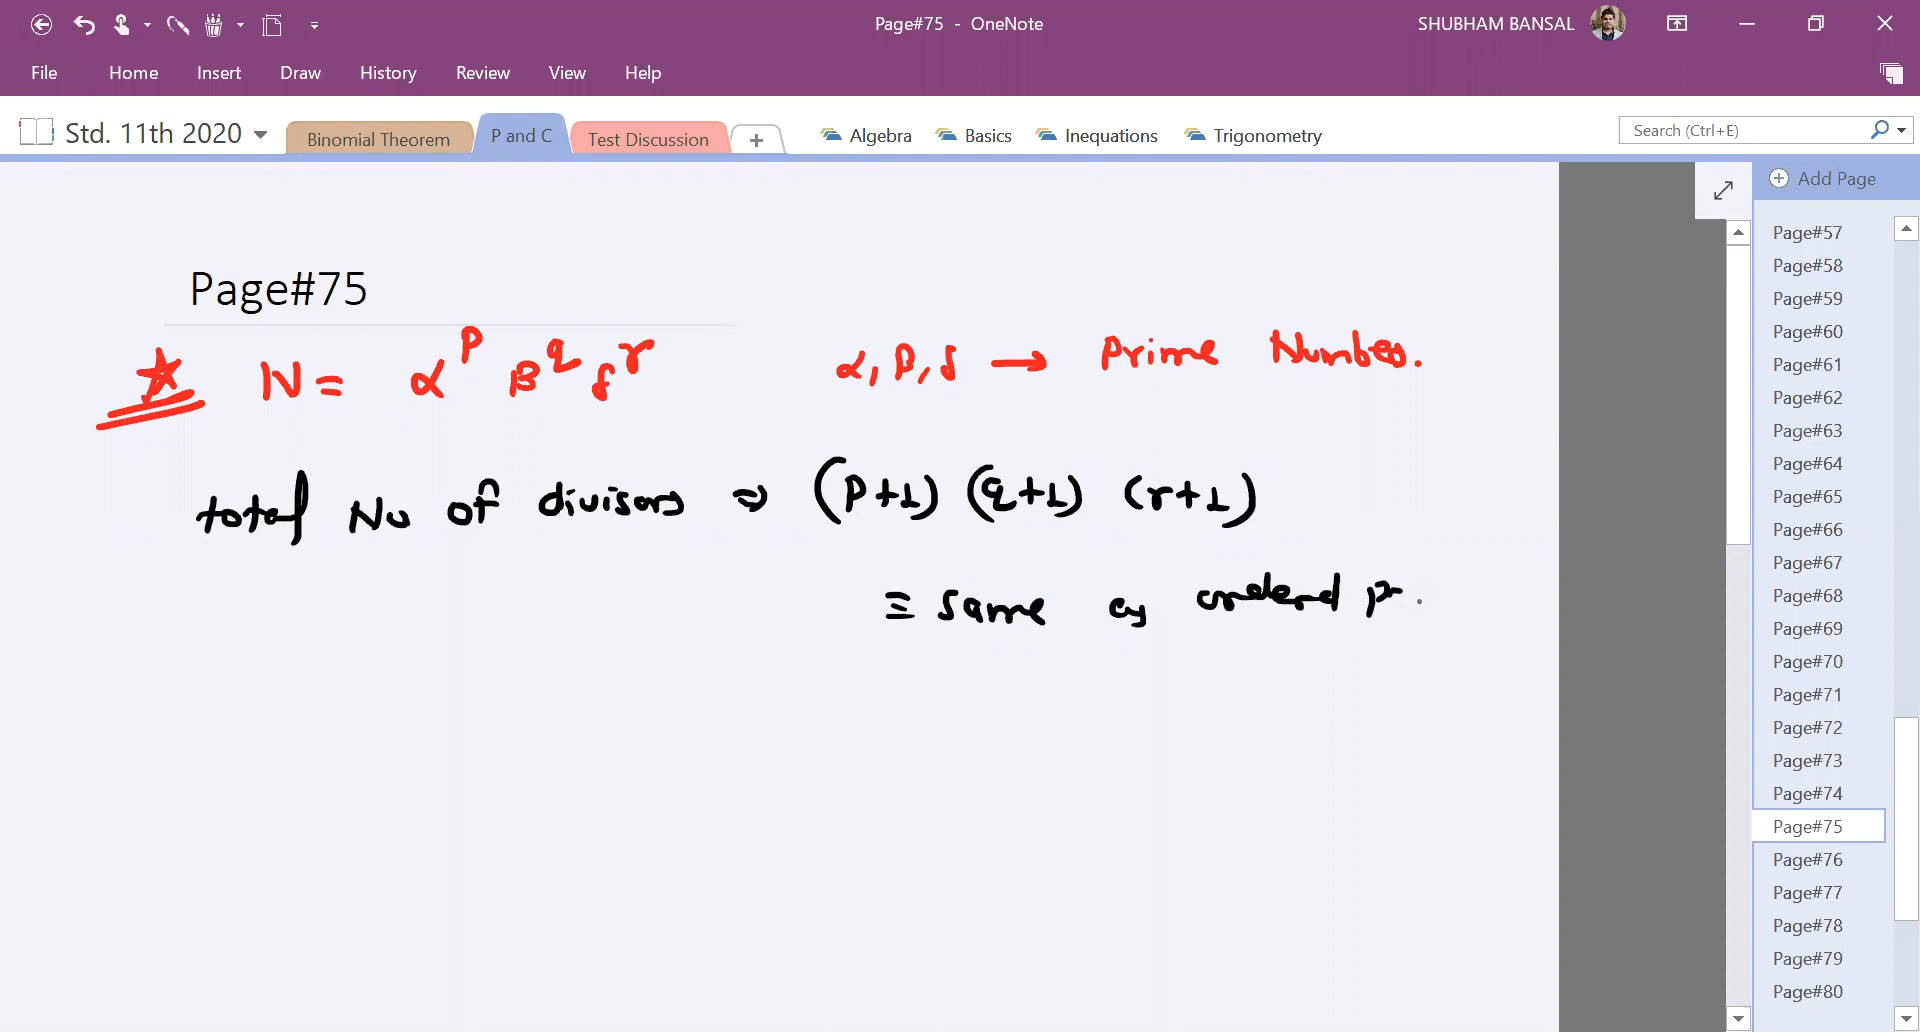 Page#75 - OneNote
SHUBHAM BANSAL
File Home Insert Draw History Review View Help
Std. 11th 2020
Binomial Theorem
P and C
Test Discussion
Algebra
Basics
Inequations
Trigonometry
Search (Ctrl+E)
Add Page
Page#75
N = α^p β^q γ^r
α, β, γ → Prime Number.
total No of divisors ⇒ (p+1) (q+1) (r+1)
≡ same as ordered
Page#57
Page#58
Page#59
Page#60
Page#61
Page#62
Page#63
Page#64
Page#65
Page#66
Page#67
Page#68
Page#69
Page#70
Page#71
Page#72
Page#73
Page#74
Page#75
Page#76
Page#77
Page#78
Page#79
Page#80